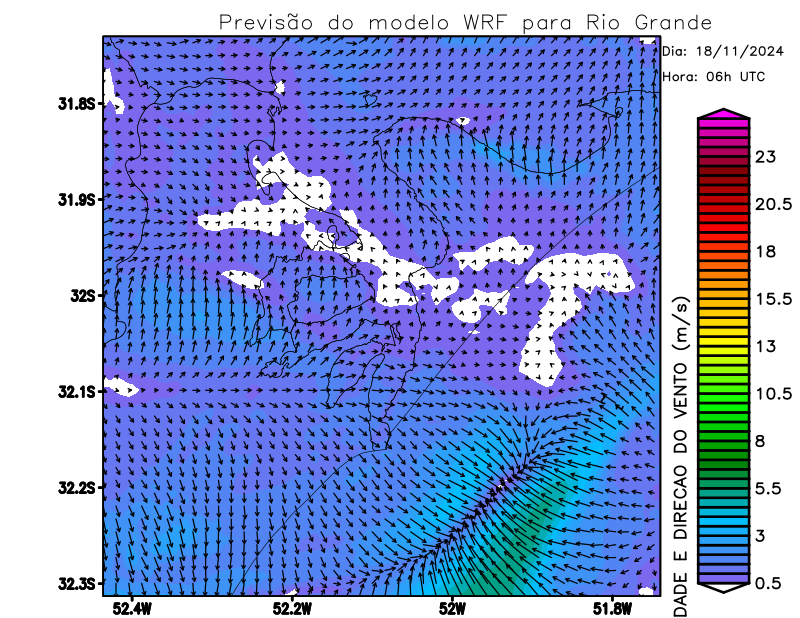 Previsão do modelo WRF para Rio Grande
Dia: 18/11/2024
Hora: 06h UTC
31.8S
31.9S
32S
32.1S
32.2S
32.3S
52.4W
52.2W
52W
51.8W
23
20.5
18
15.5
13
10.5
8
5.5
3
0.5
DADE E DIRECAO DO VENTO (m/s)